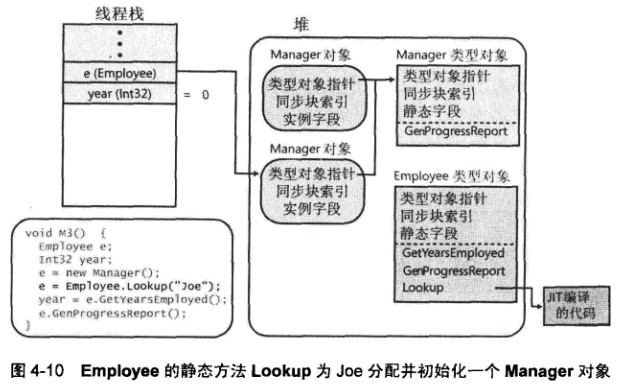 线程栈
堆
e (Employee)
year (Int32)
= 0
Manager 对象
类型对象指针
同步块索引
实例字段
Manager 对象
类型对象指针
同步块索引
实例字段
Manager 类型对象
类型对象指针
同步块索引
静态字段
GenProgressReport
Employee 类型对象
类型对象指针
同步块索引
静态字段
GetYearsEmployed
GenProgressReport
Lookup
JIT编译
的代码
void M3() {
Employee e;
Int32 year;
e = new Manager();
e = Employee.Lookup("Joe");
year = e.GetYearsEmployed();
e.GenProgressReport();
}
图 4-10 Employee 的静态方法 Lookup 为 Joe 分配并初始化一个 Manager 对象